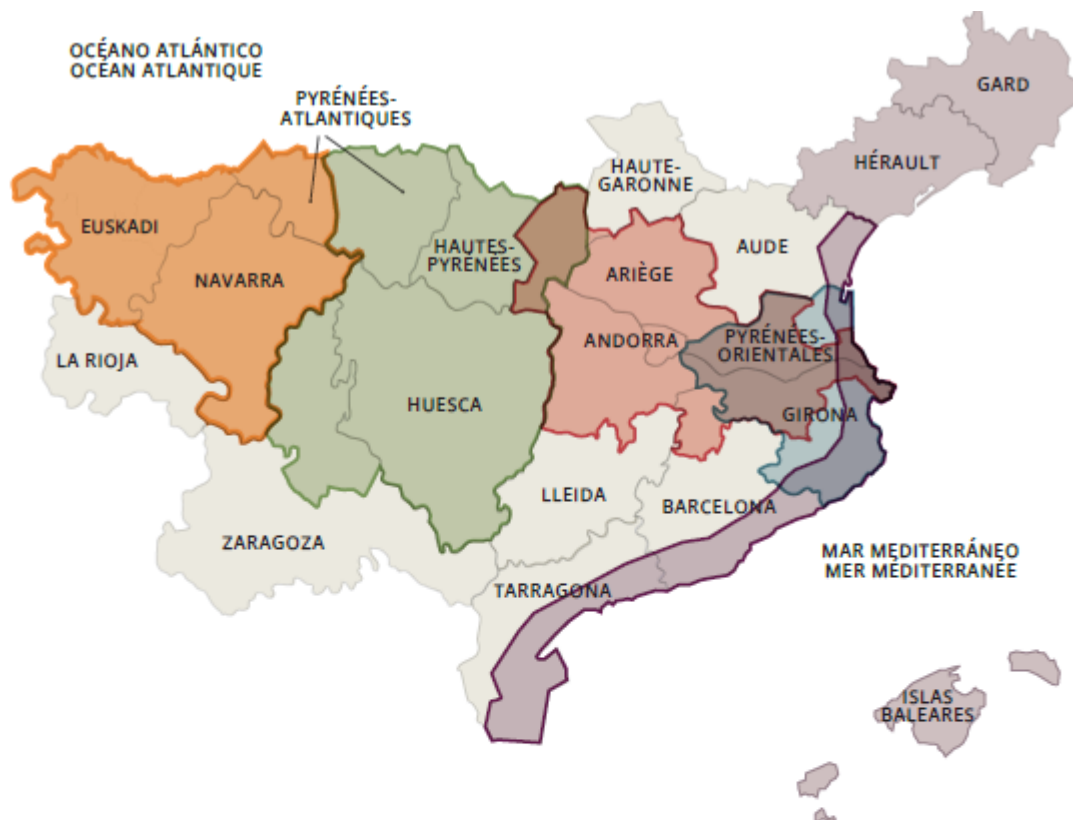 OCÉANO ATLÁNTICO
OCÉAN ATLANTIQUE
PYRÉNÉES-
ATLANTIQUES
GARD
HÉRAULT
HAUTE-
GARONNE
EUSKADI
NAVARRA
HAUTES-
PYRÉNÉES
ARIÈGE
AUDE
LA RIOJA
ANDORRA
PYRÉNÉES-
ORIENTALES
HUESCA
GIRONA
LLEIDA
BARCELONA
ZARAGOZA
MAR MEDITERRÁNEO
MER MÉDITERRANÉE
TARRAGONA
ISLAS
BALEARES